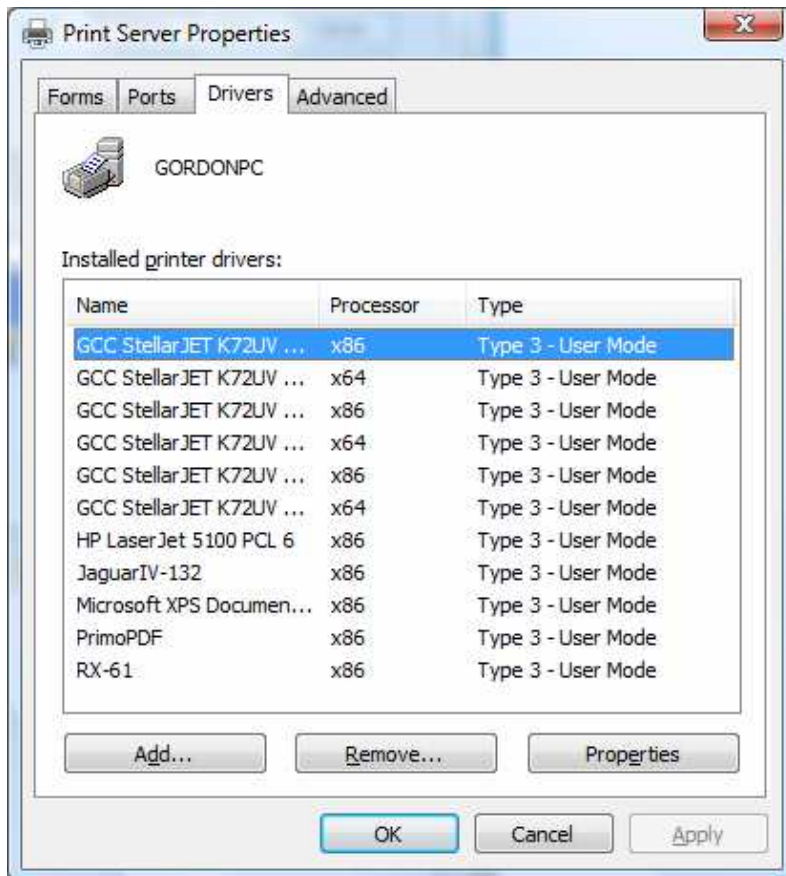 Print Server Properties
Forms Ports Drivers Advanced
GORDONPC
Installed printer drivers:
Name Processor Type
GCC StellarJET K72UV ... x86 Type 3 - User Mode
GCC StellarJET K72UV ... x64 Type 3 - User Mode
GCC StellarJET K72UV ... x86 Type 3 - User Mode
GCC StellarJET K72UV ... x64 Type 3 - User Mode
GCC StellarJET K72UV ... x86 Type 3 - User Mode
GCC StellarJET K72UV ... x64 Type 3 - User Mode
HP LaserJet 5100 PCL 6 x86 Type 3 - User Mode
JaguarIV-132 x86 Type 3 - User Mode
Microsoft XPS Documen... x86 Type 3 - User Mode
PrimoPDF x86 Type 3 - User Mode
RX-61 x86 Type 3 - User Mode
Add... Remove... Properties
OK Cancel Apply